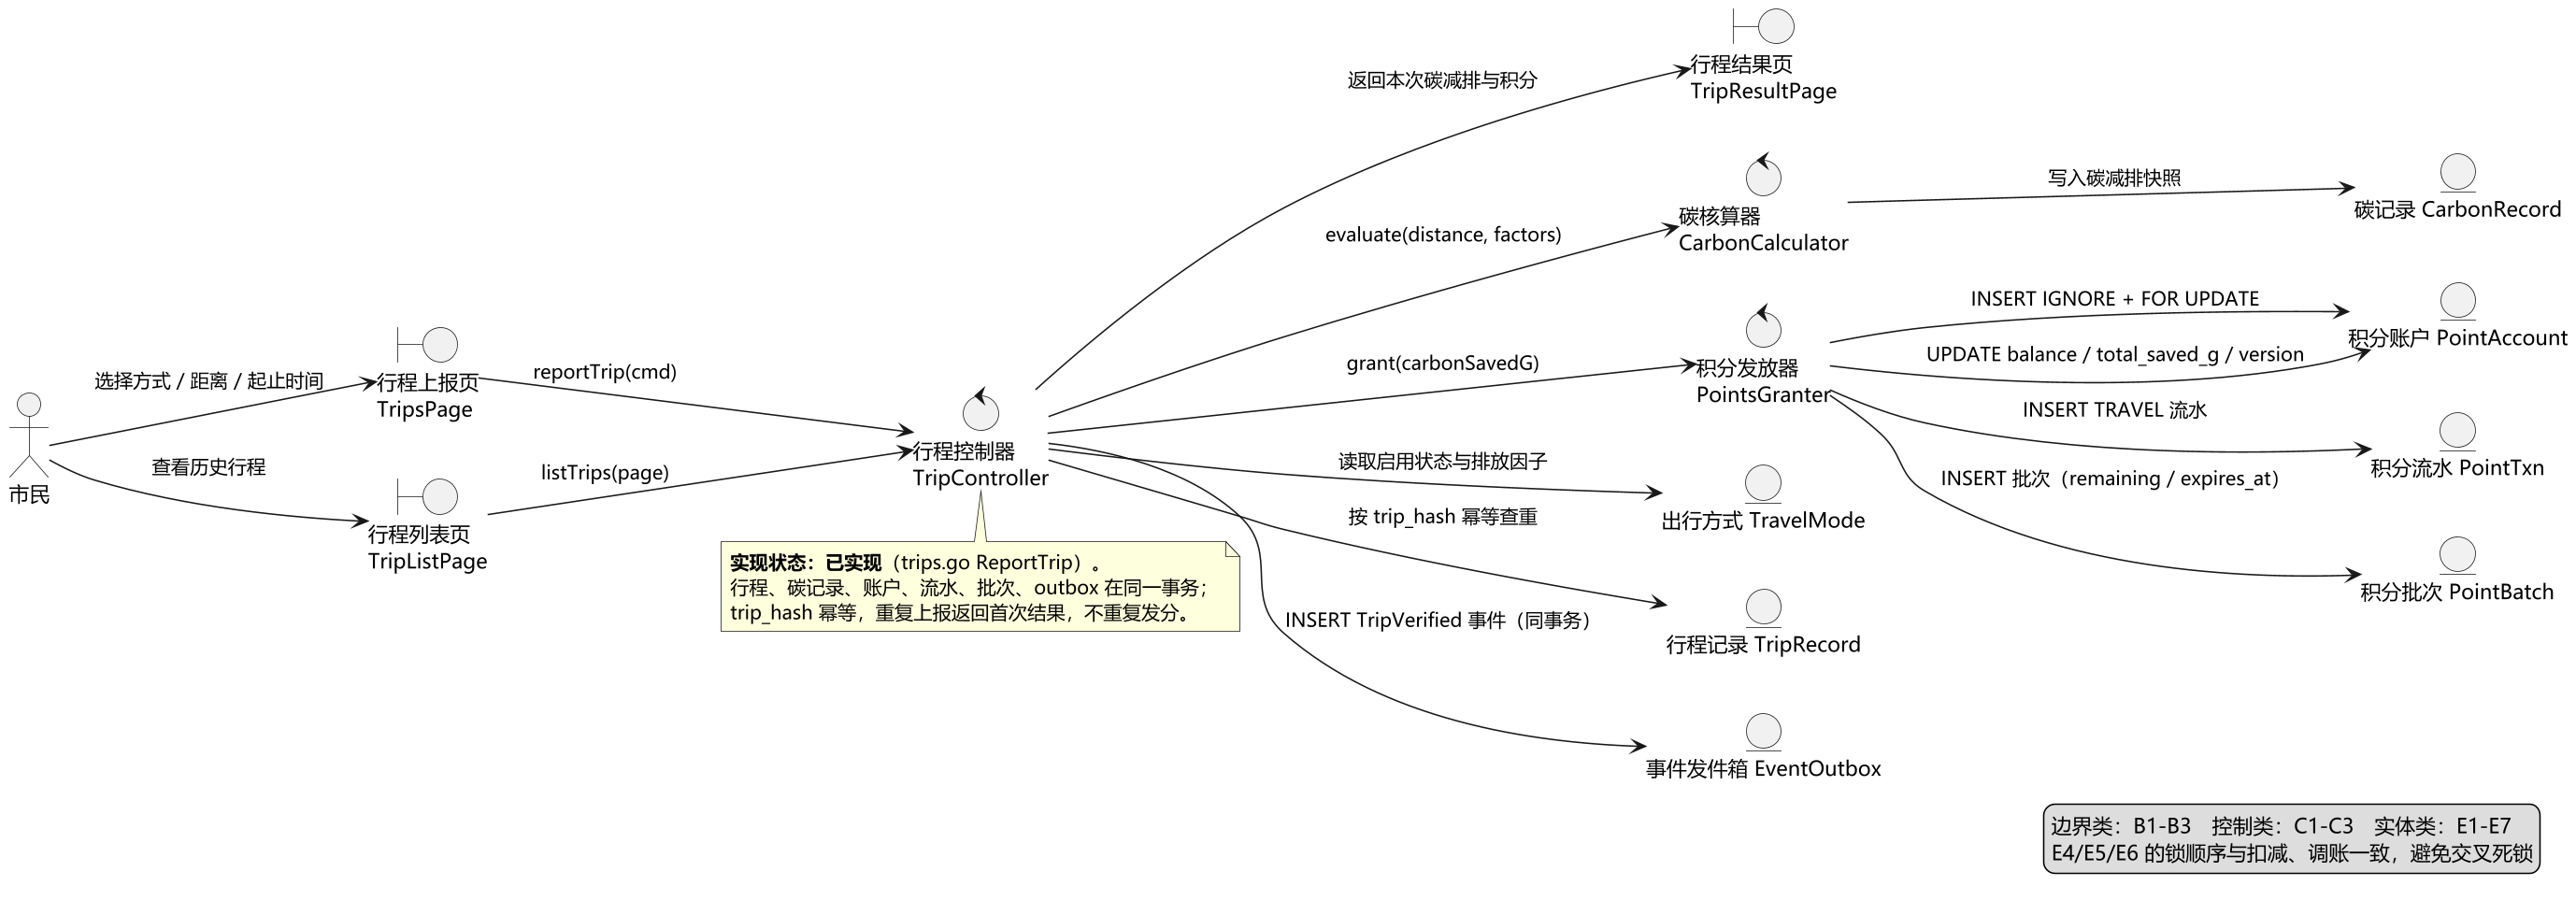 行程结果页
TripResultPage
返回本次碳减排与积分
碳核算器
CarbonCalculator
evaluate(distance, factors)
写入碳减排快照
碳记录 CarbonRecord
INSERT IGNORE + FOR UPDATE
积分账户 PointAccount
UPDATE balance / total_saved_g / version
积分发放器
PointsGranter
grant(carbonSavedG)
INSERT TRAVEL 流水
积分流水 PointTxn
INSERT 批次（remaining / expires_at）
积分批次 PointBatch
选择方式 / 距离 / 起止时间
行程上报页
TripsPage
reportTrip(cmd)
市民
查看历史行程
行程列表页
TripListPage
listTrips(page)
行程控制器
TripController
读取启用状态与排放因子
出行方式 TravelMode
按 trip_hash 幂等查重
行程记录 TripRecord
实现状态：已实现（trips.go ReportTrip）。
行程、碳记录、账户、流水、批次、outbox 在同一事务；
trip_hash 幂等，重复上报返回首次结果，不重复发分。
INSERT TripVerified 事件（同事务）
事件发件箱 EventOutbox
边界类：B1-B3　控制类：C1-C3　实体类：E1-E7
E4/E5/E6 的锁顺序与扣减、调账一致，避免交叉死锁